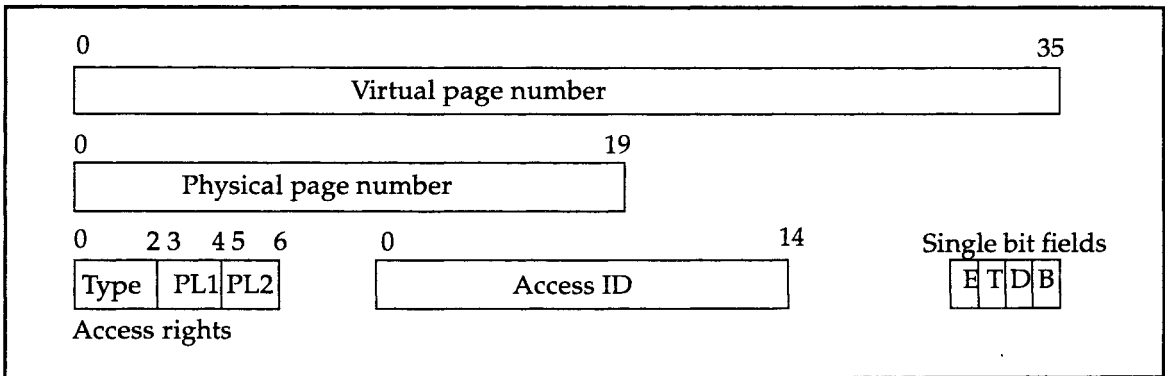 0 35
Virtual page number
0 19
Physical page number
0 2 3 4 5 6 0 14 Single bit fields
Type PL1 PL2 Access ID E T D B
Access rights